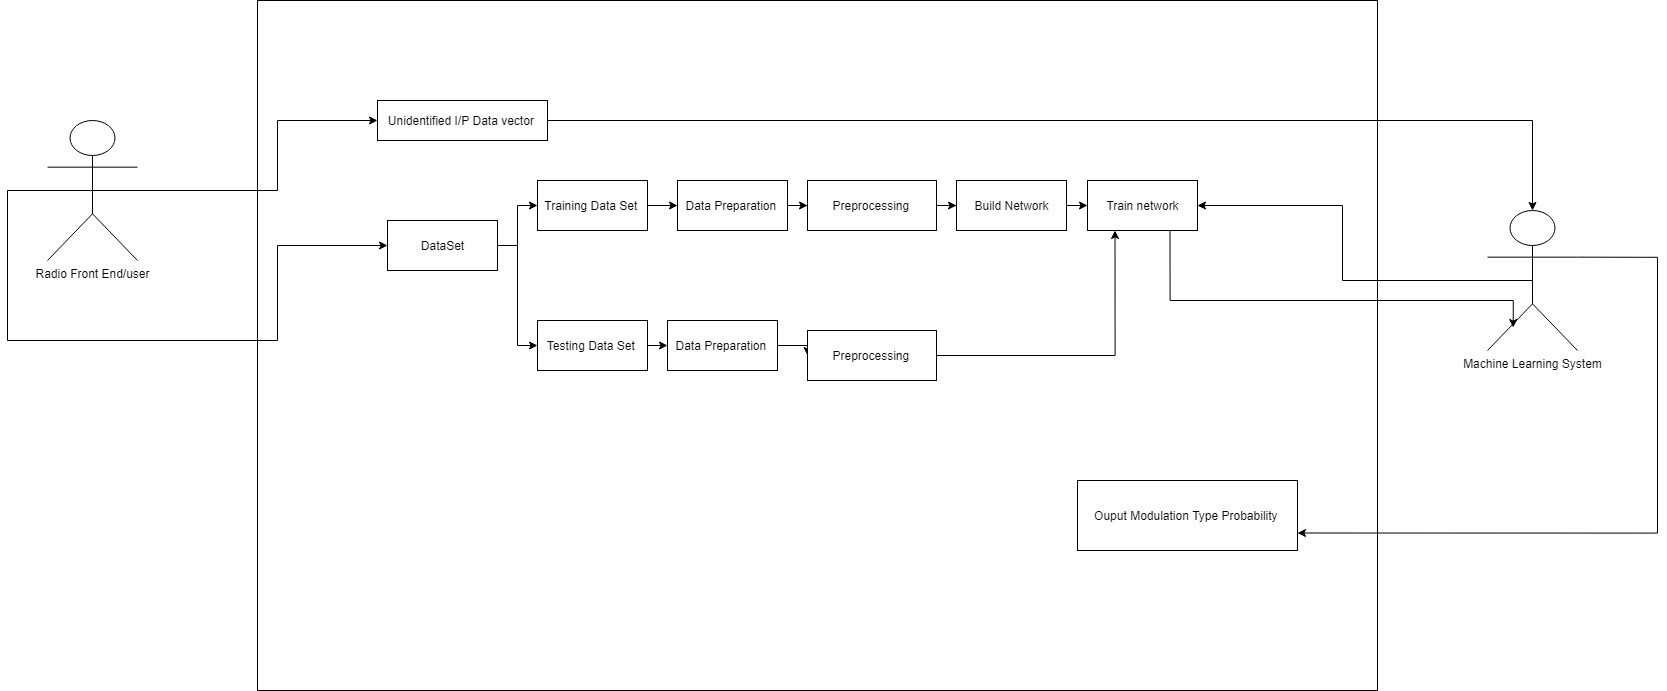 Unidentified I/P Data vector
Radio Front End/user
DataSet
Training Data Set
Data Preparation
Preprocessing
Build Network
Train network
Testing Data Set
Data Preparation
Preprocessing
Machine Learning System
Ouput Modulation Type Probability